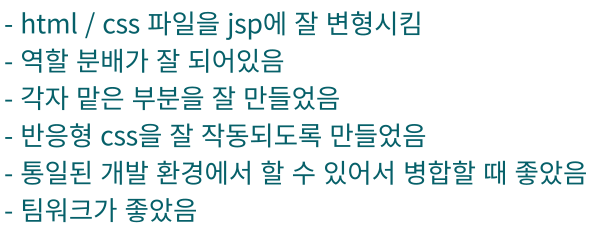 - html / css 파일을 jsp에 잘 변형시킴
- 역할 분배가 잘 되어있음
- 각자 맡은 부분을 잘 만들었음
- 반응형 css을 잘 작동되도록 만들었음
- 통일된 개발 환경에서 할 수 있어서 병합할 때 좋았음
- 팀워크가 좋았음